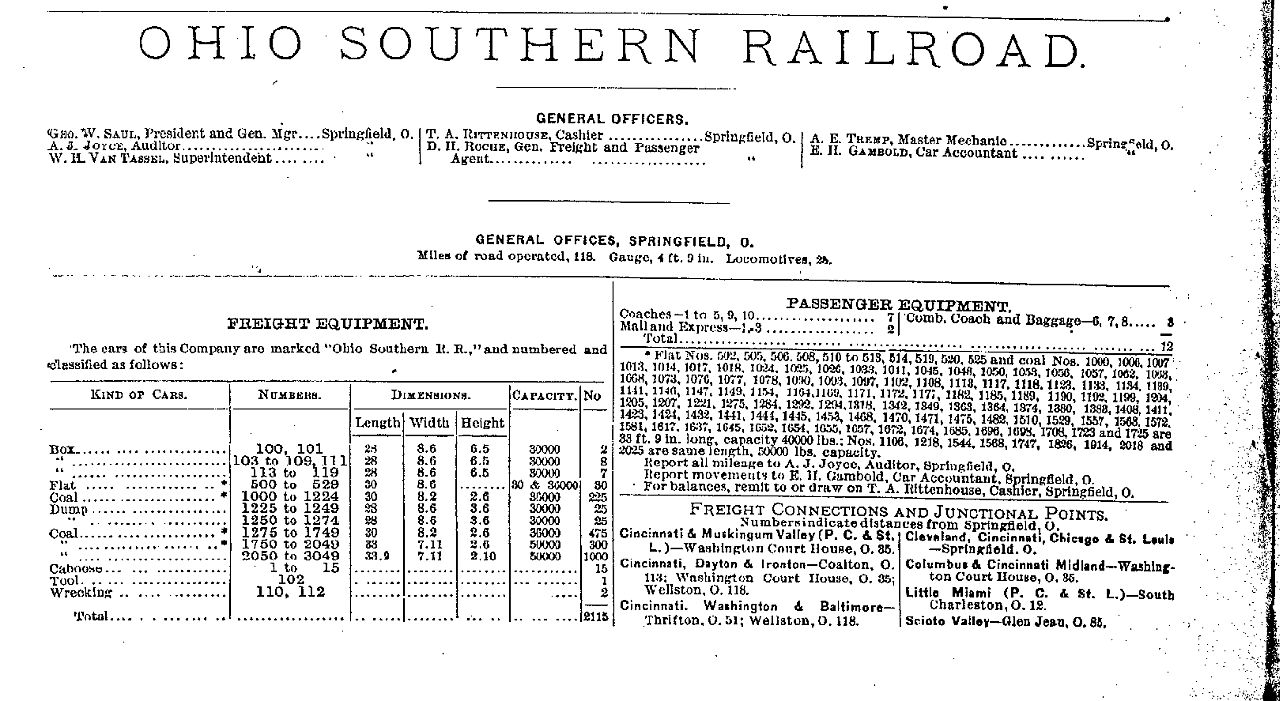 OHIO SOUTHERN RAILROAD.
GENERAL OFFICERS.
GEO. W. SAUL, President and Gen. Mgr....Springfield, O.
A. J. JOYCE, Auditor........................ "
W. H. VAN TASSEL, Superintendent ........ "
T. A. RITTENHOUSE, Cashier ...............Springfield, O.
D. H. ROCHE, Gen. Freight and Passenger
Agent............. .................... "
A. E. TREMP, Master Mechanic............Springfield, O.
E. H. GAMBOLD, Car Accountant .... ...... "
GENERAL OFFICES, SPRINGFIELD, O.
Miles of road operated, 118. Gauge, 4 ft. 9 in. Locomotives,
FREIGHT EQUIPMENT.
The cars of this Company are marked "Ohio Southern R. R.," and numbered and
classified as follows:
KIND OF CARS. NUMBERS. DIMENSIONS. CAPACITY. No
Length Width Height
Box..... 100, 101 28 8.6 6.5 30000 2
" ..... 103 to 109, 111 28 8.6 6.5 30000 8
" ..... 113 to 119 28 8.6 6.5 30000 7
Flat .....* 500 to 529 30 8.6 ........ 30 & 36000 30
Coal .....* 1000 to 1224 30 8.2 2.6 36000 225
Dump ..... 1225 to 1249 28 8.6 3.6 30000 25
" ..... 1250 to 1274 28 8.6 3.6 30000 25
Coal.....* 1275 to 1749 30 8.2 2.6 36000 475
" .....* 1750 to 2049 33 7.11 2.6 50000 300
" ..... 2050 to 3049 33.9 7.11 2.10 50000 1000
Caboose ..... 1 to 15 ..... 15
Tool..... 102 ..... 1
Wrecking ..... 110, 112 ..... 2
Total..... 2115
PASSENGER EQUIPMENT.
Coaches—1 to 5, 9, 10.................... 7
Mail and Express—1, 3 .................. 2
Comb. Coach and Baggage—6, 7, 8..... 3
Total..... 12
* Flat Nos. 502, 505, 506, 508, 510 to 513, 514, 519, 520, 525 and coal Nos. 1000, 1006, 1007
1013, 1014, 1017, 1018, 1024, 1025, 1026, 1033, 1011, 1045, 1048, 1050, 1053, 1056, 1057, 1062, 1063,
1068, 1073, 1076, 1077, 1078, 1090, 1093, 1097, 1102, 1108, 1113, 1117, 1118, 1123, 1133, 1134, 1139,
1141, 1146, 1147, 1149, 1154, 1164, 1169, 1171, 1172, 1177, 1182, 1185, 1189, 1190, 1192, 1199, 1204,
1205, 1207, 1221, 1275, 1284, 1292, 1294, 1318, 1342, 1349, 1363, 1364, 1374, 1380, 1388, 1408, 1411,
1423, 1424, 1432, 1441, 1444, 1445, 1453, 1468, 1470, 1471, 1475, 1482, 1510, 1529, 1557, 1568, 1572,
1581, 1617, 1637, 1645, 1652, 1654, 1655, 1657, 1672, 1674, 1685, 1696, 1698, 1708, 1723 and 1725 are
33 ft. 9 in. long, capacity 40000 lbs.: Nos. 1106, 1218, 1544, 1568, 1747, 1826, 1914, 2018 and
2025 are same length, 50000 lbs. capacity.
Report all mileage to A. J. Joyce, Auditor, Springfield, O.
Report movements to E. H. Gambold, Car Accountant, Springfield, O.
For balances, remit to or draw on T. A. Rittenhouse, Cashier, Springfield, O.
FREIGHT CONNECTIONS AND JUNCTIONAL POINTS.
Numbers indicate distances from Springfield, O.
Cincinnati & Muskingum Valley (P. C. & St.
L.)—Washington Court House, O. 35.
Cincinnati, Dayton & Ironton—Coalton, O.
113; Washington Court House, O. 35;
Wellston, O. 118.
Cincinnati. Washington & Baltimore—
Thrifton, O. 51; Wellston, O. 118.
Cleveland, Cincinnati, Chicago & St. Louis
—Springfield. O.
Columbus & Cincinnati Midland—Washing-
ton Court House, O. 35.
Little Miami (P. C. & St. L.)—South
Charleston, O. 12.
Scioto Valley—Glen Jean, O. 85.